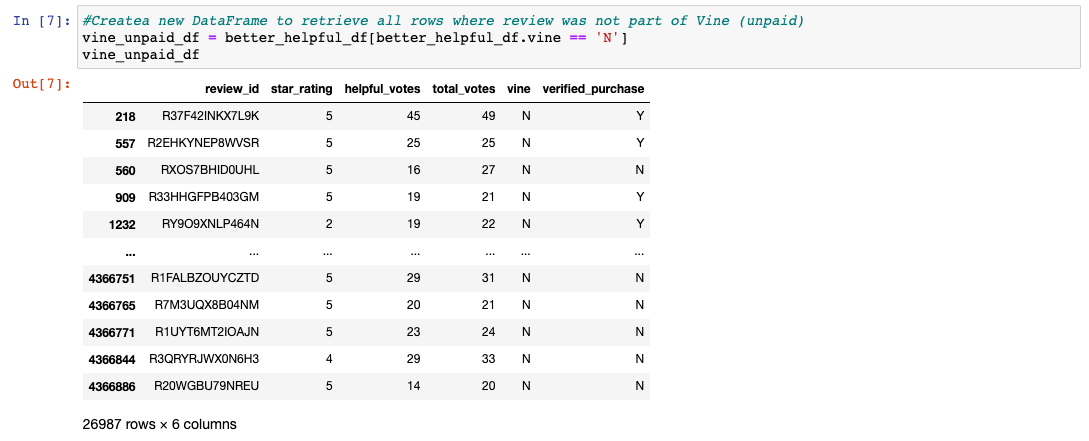 In [7]: #Createa new DataFrame to retrieve all rows where review was not part of Vine (unpaid)
vine_unpaid_df = better_helpful_df[better_helpful_df.vine == 'N']
vine_unpaid_df
Out[7]:
review_id star_rating helpful_votes total_votes vine verified_purchase
218 R37F42INKX7L9K 5 45 49 N Y
557 R2EHKYNEP8WVSR 5 25 25 N Y
560 RXOS7BHID0UHL 5 16 27 N N
909 R33HHGFPB403GM 5 19 21 N Y
1232 RY9O9XNLP464N 2 19 22 N Y
... ... ... ... ... ... ...
4366751 R1FALBZOUYCZTD 5 29 31 N N
4366765 R7M3UQX8B04NM 5 20 21 N N
4366771 R1UYT6MT2IOAJN 5 23 24 N N
4366844 R3QRYRJWX0N6H3 4 29 33 N N
4366886 R20WGBU79NREU 5 14 20 N N
26987 rows × 6 columns